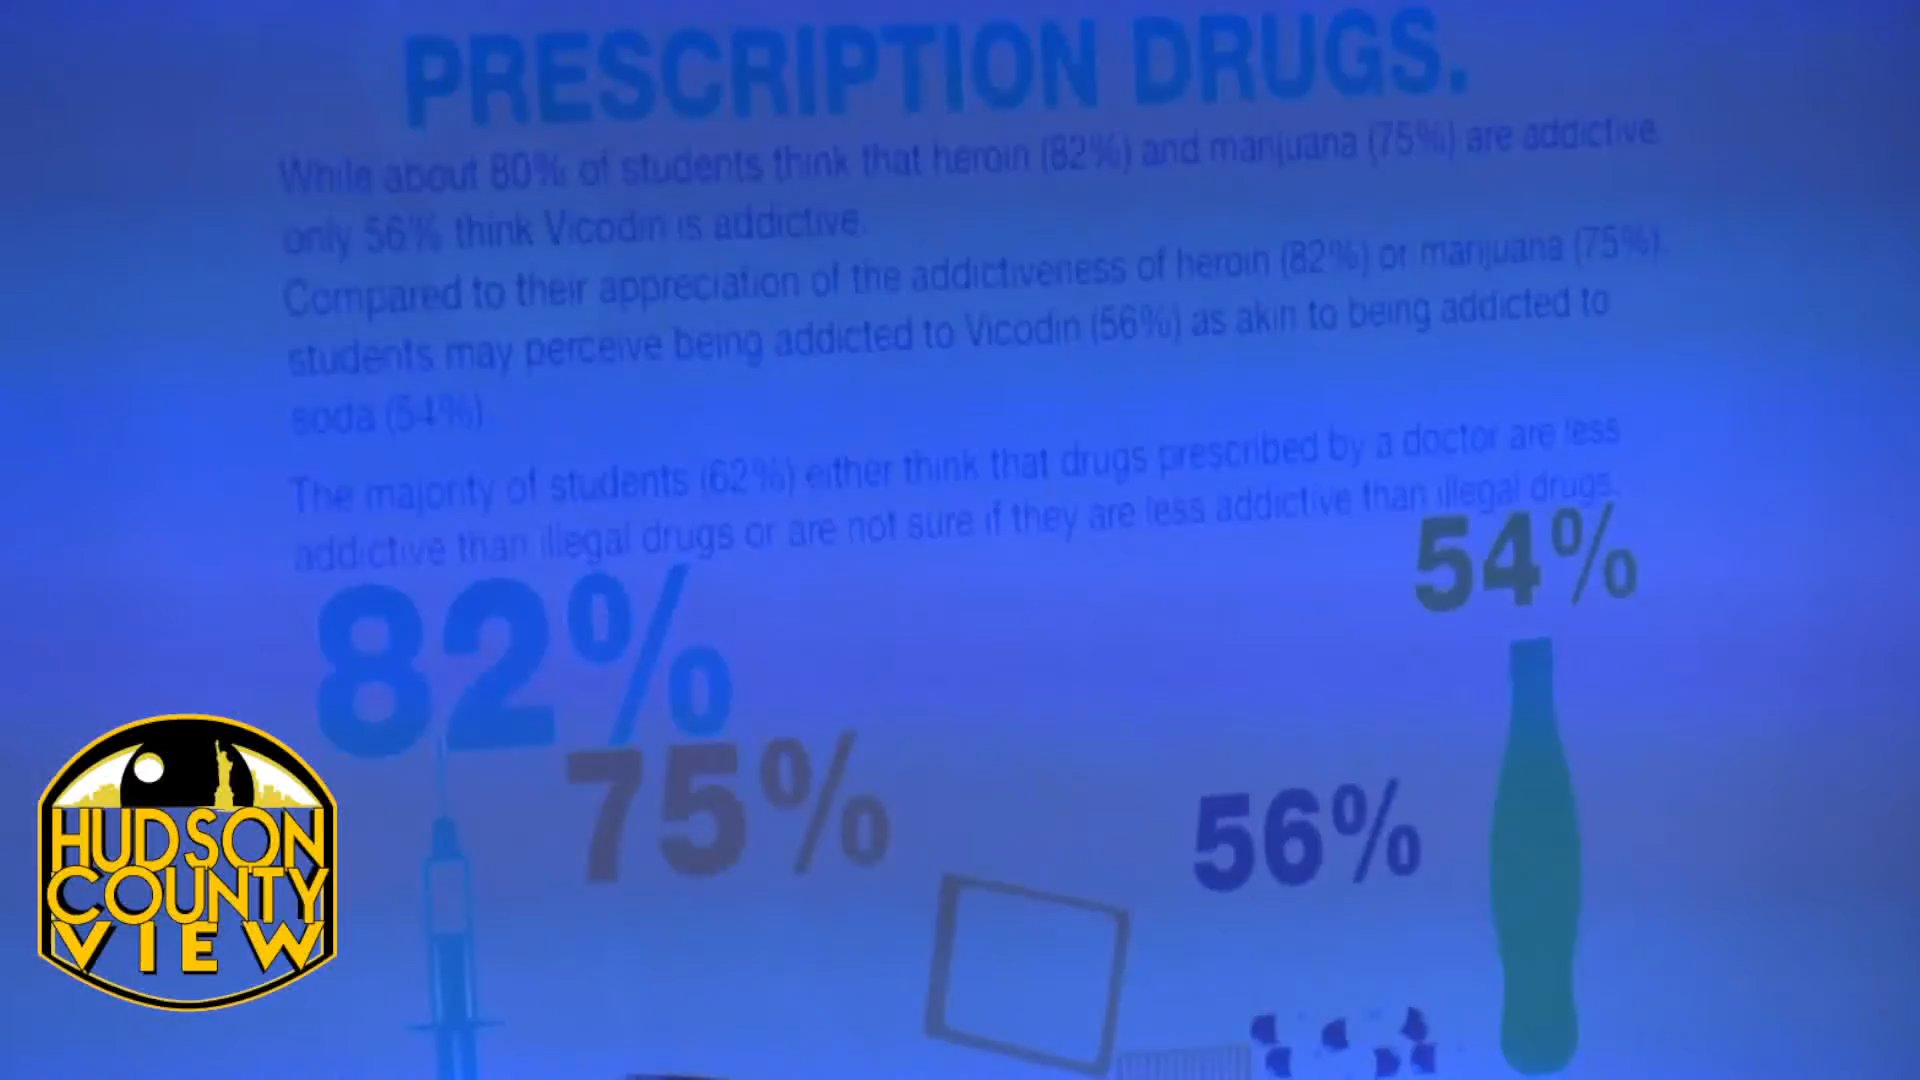 PRESCRIPTION DRUGS.
While about 80% of students think that heroin (82%) and marijuana (75%) are addictive
only 56% think Vicodin is addictive.
Compared to their appreciation of the addictiveness of heroin (82%) or marijuana (75%)
students may perceive being addicted to Vicodin (56%) as akin to being addicted to
soda (54%)
The majority of students (62%) either think that drugs prescribed by a doctor are less
addictive than illegal drugs or are not sure if they are less addictive than illegal drugs.
54%
82%
75%
56%
HUDSON
COUNTY
VIEW